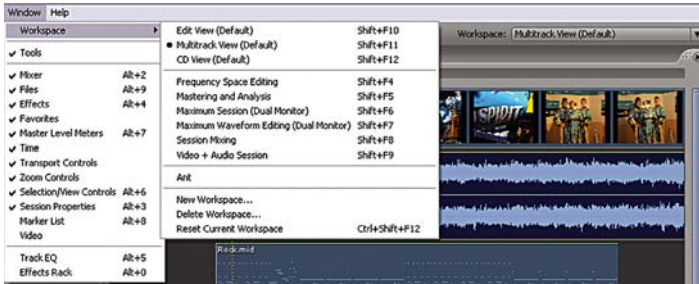 Window Help
Workspace
Tools
Mixer Alt+2
Files Alt+9
Effects Alt+4
Favorites
Master Level Meters Alt+7
Time
Transport Controls
Zoom Controls
Selection/View Controls Alt+6
Session Properties Alt+3
Marker List Alt+8
Video
Track EQ Alt+5
Effects Rack Alt+0
Edit View (Default) Shift+F10
Multitrack View (Default) Shift+F11
CD View (Default) Shift+F12
Frequency Space Editing Shift+F4
Mastering and Analysis Shift+F5
Maximum Session (Dual Monitor) Shift+F6
Maximum Waveform Editing (Dual Monitor) Shift+F7
Session Mixing Shift+F8
Video + Audio Session Shift+F9
Ant
New Workspace...
Delete Workspace...
Reset Current Workspace Ctrl+Shift+F12
Workspace: Multitrack View (Default)
SPIRIT
Rock.mid